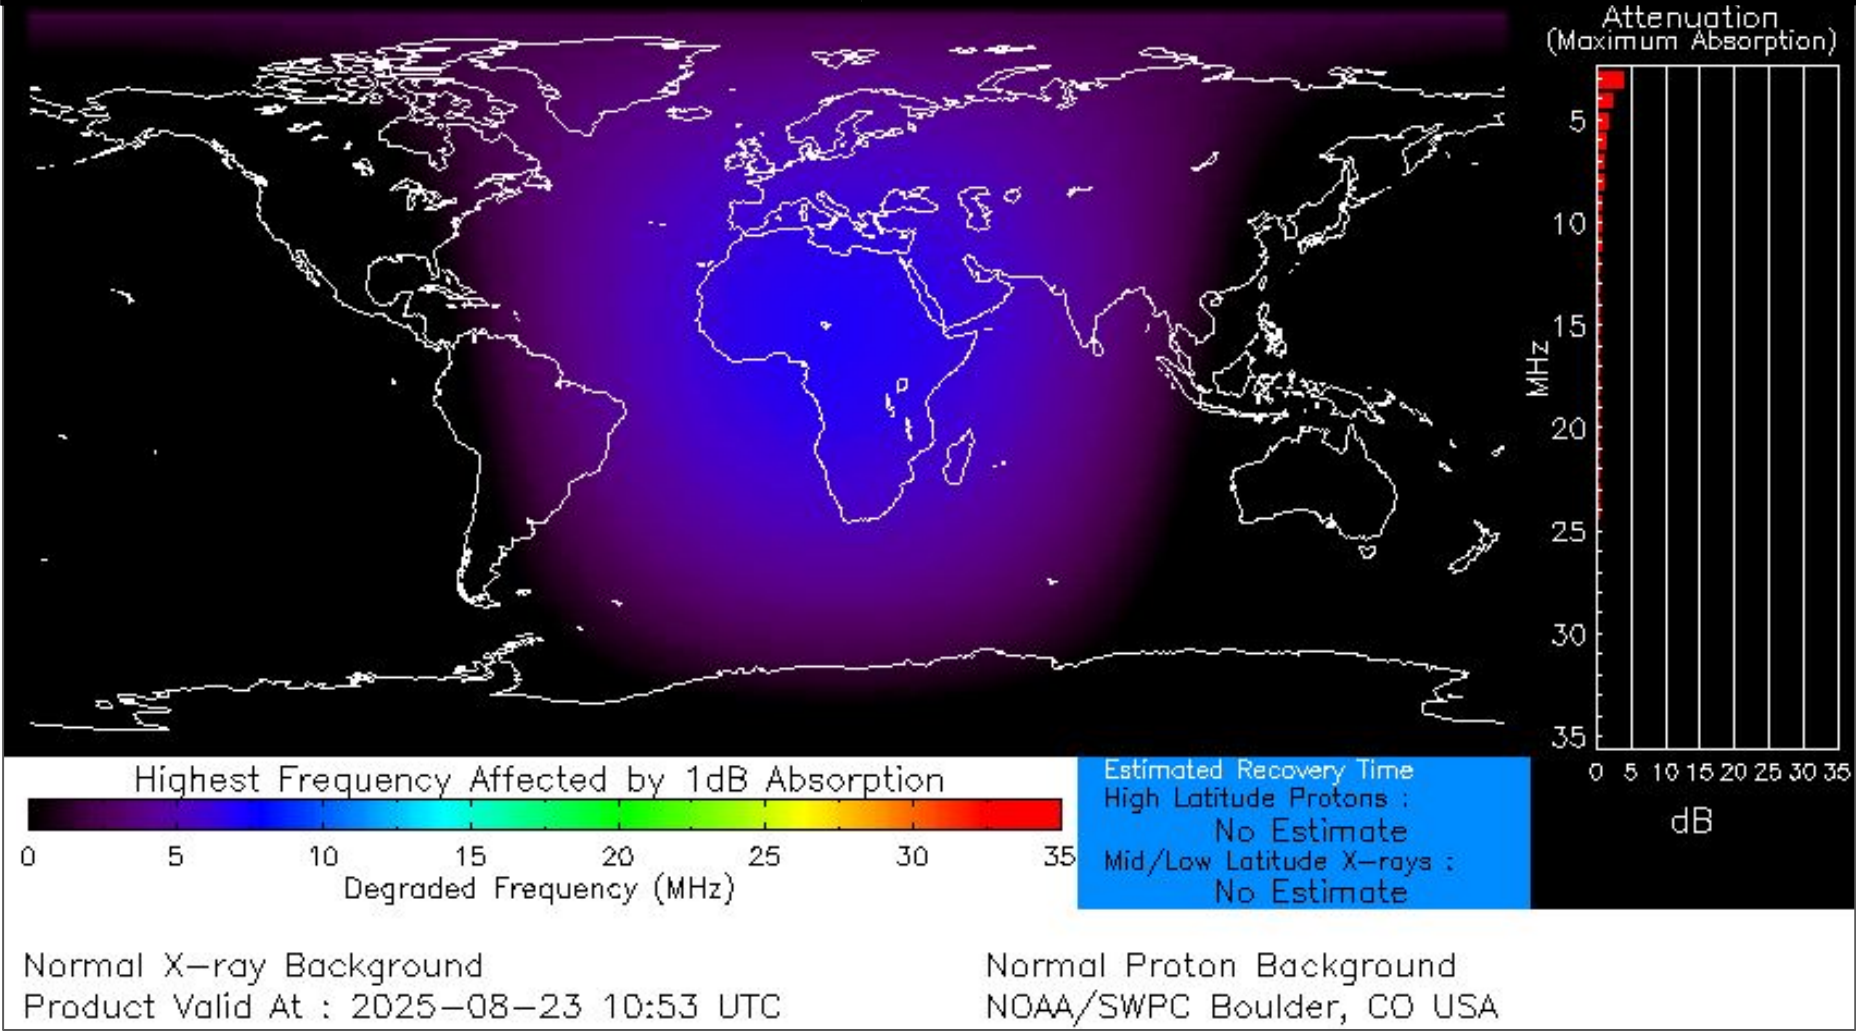 Attenuation
(Maximum Absorption)
5
10
15
20
25
30
35
MHz
0 5 10 15 20 25 30 35
dB
Highest Frequency Affected by 1dB Absorption
0 5 10 15 20 25 30 35
Degraded Frequency (MHz)
Estimated Recovery Time
High Latitude Protons :
No Estimate
Mid/Low Latitude X-rays :
No Estimate
Normal X-ray Background
Product Valid At : 2025-08-23 10:53 UTC
Normal Proton Background
NOAA/SWPC Boulder, CO USA